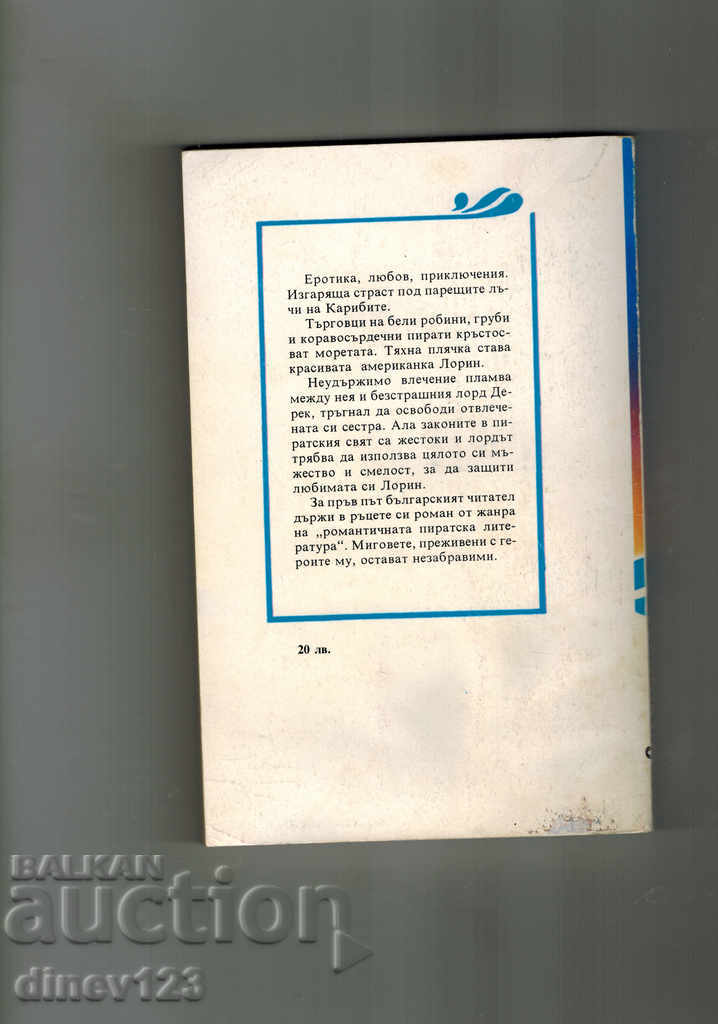 Еротика, любов, приключения.
Изгаряща страст под парещите лъ-
чи на Карибите.
Търговци на бели робини, груби
и коравосърдечни пирати кръстос-
ват моретата. Тяхна плячка става
красивата американка Лорин.
Неудържимо влечение пламва
между нея и безстрашния лорд Де-
рек, тръгнал да освободи отвлече-
ната си сестра. Ала законите в пи-
ратския свят са жестоки и лордът
трябва да използва цялото си мъ-
жество и смелост, за да защити
любимата си Лорин.
За пръв път българският читател
държи в ръцете си роман от жанра
на „романтичната пиратска лите-
ратура“. Миговете, преживени с ге-
роите му, остават незабравими.
20 лв.
BALKAN
auction
dinev123